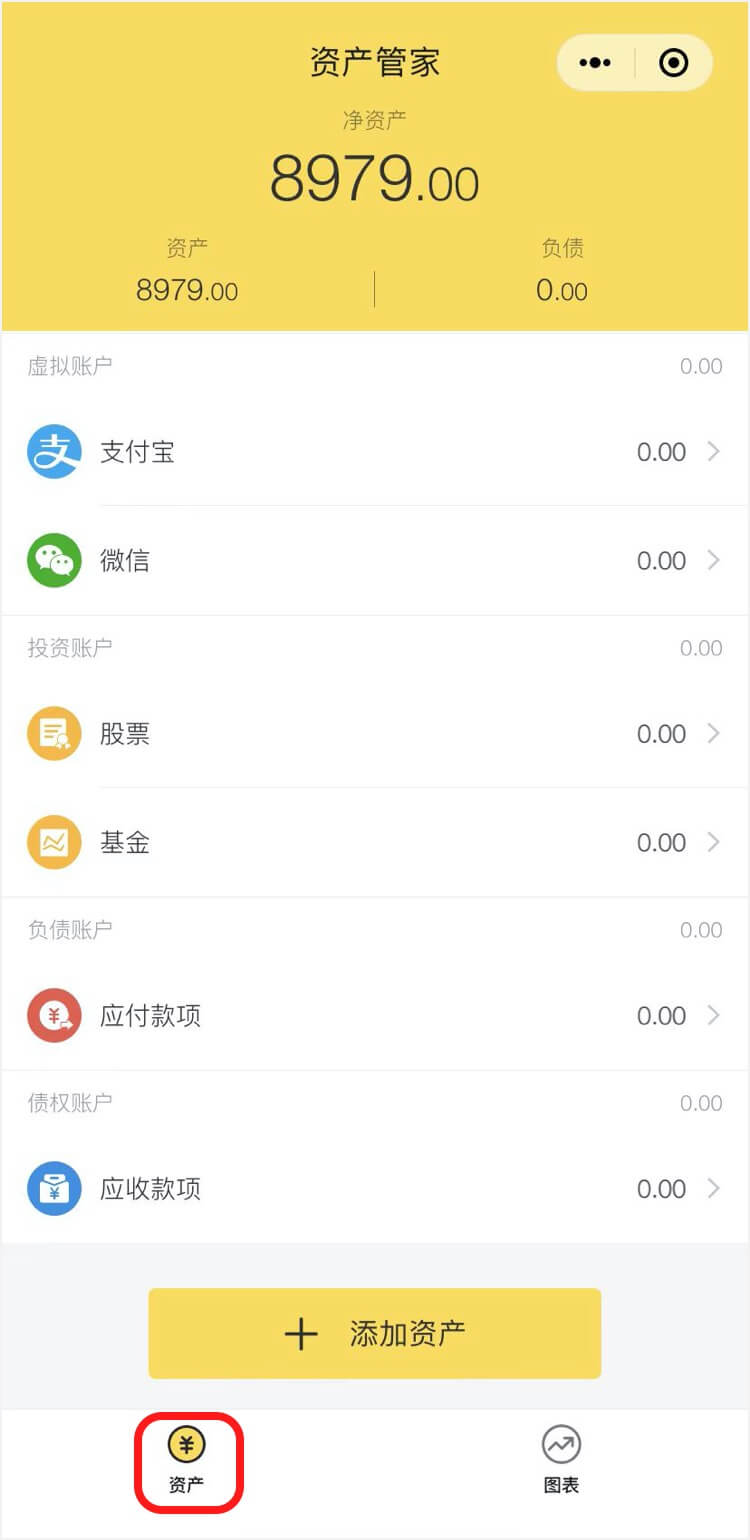 资产管家
净资产
8979.00
资产 负债
8979.00 0.00
虚拟账户 0.00
支付宝 0.00
微信 0.00
投资账户 0.00
股票 0.00
基金 0.00
负债账户 0.00
应付款项 0.00
债权账户 0.00
应收款项 0.00
添加资产
资产 图表